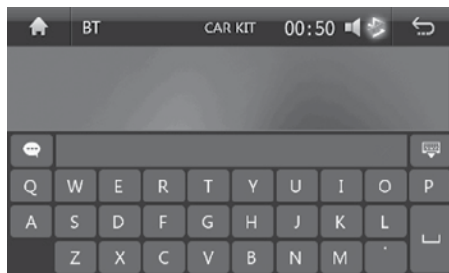 BT CAR KIT 00:50
Q W E R T Y U I O P
A S D F G H J K L
Z X C V B N M